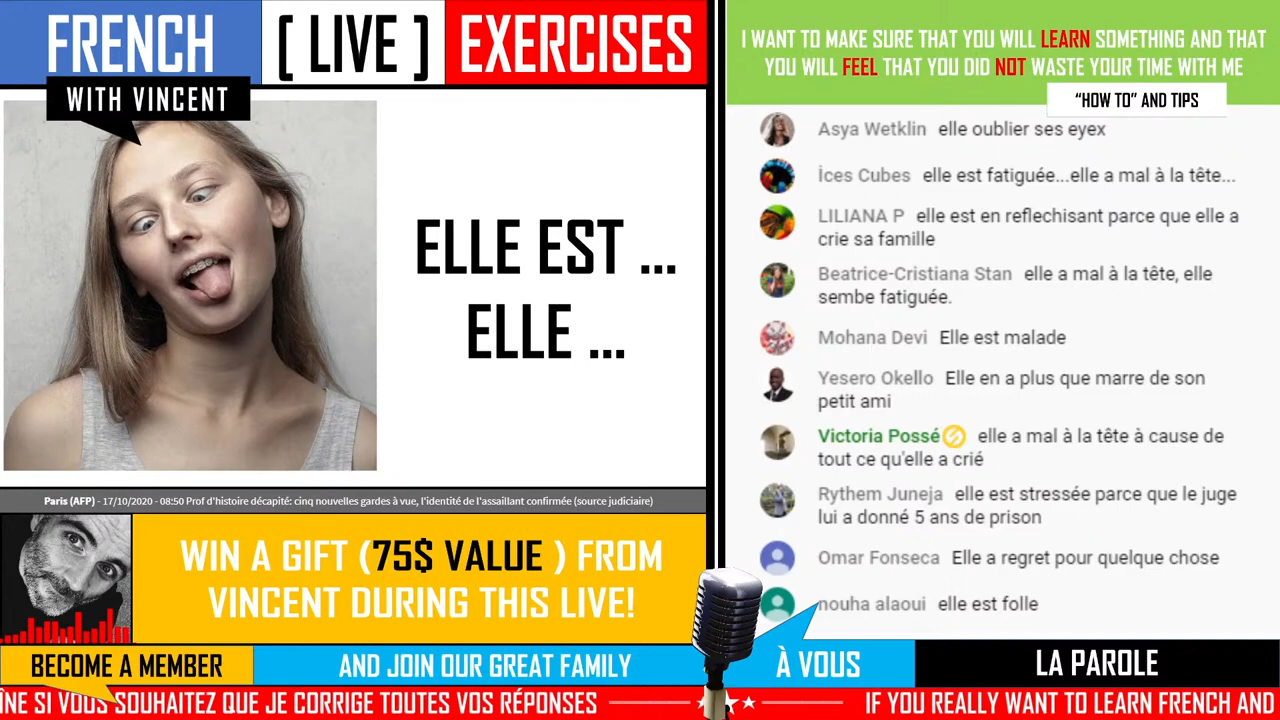 FRENCH [ LIVE ] EXERCISES
WITH VINCENT
ELLE EST ...
ELLE ...
Paris (AFP) - 17/10/2020 - 08:50 Prof d'histoire décapité: cinq nouvelles gardes à vue, l'identité de l'assaillant confirmée (source judiciaire)
WIN A GIFT (75$ VALUE ) FROM
VINCENT DURING THIS LIVE!
BECOME A MEMBER
AND JOIN OUR GREAT FAMILY
I WANT TO MAKE SURE THAT YOU WILL LEARN SOMETHING AND THAT
YOU WILL FEEL THAT YOU DID NOT WASTE YOUR TIME WITH ME
“HOW TO” AND TIPS
Asya Wetklin elle oublier ses eyex
İces Cubes elle est fatiguée...elle a mal à la tête...
LILIANA P elle est en reflechisant parce que elle a
crie sa famille
Beatrice-Cristiana Stan elle a mal à la tête, elle
sembe fatiguée.
Mohana Devi Elle est malade
Yesero Okello Elle en a plus que marre de son
petit ami
Victoria Possé elle a mal à la tête à cause de
tout ce qu'elle a crié
Rythem Juneja elle est stressée parce que le juge
lui a donné 5 ans de prison
Omar Fonseca Elle a regret pour quelque chose
nouha alaoui elle est folle
À VOUS
LA PAROLE
ÎNE SI VOUS SOUHAITEZ QUE JE CORRIGE TOUTES VOS RÉPONSES
IF YOU REALLY WANT TO LEARN FRENCH AND